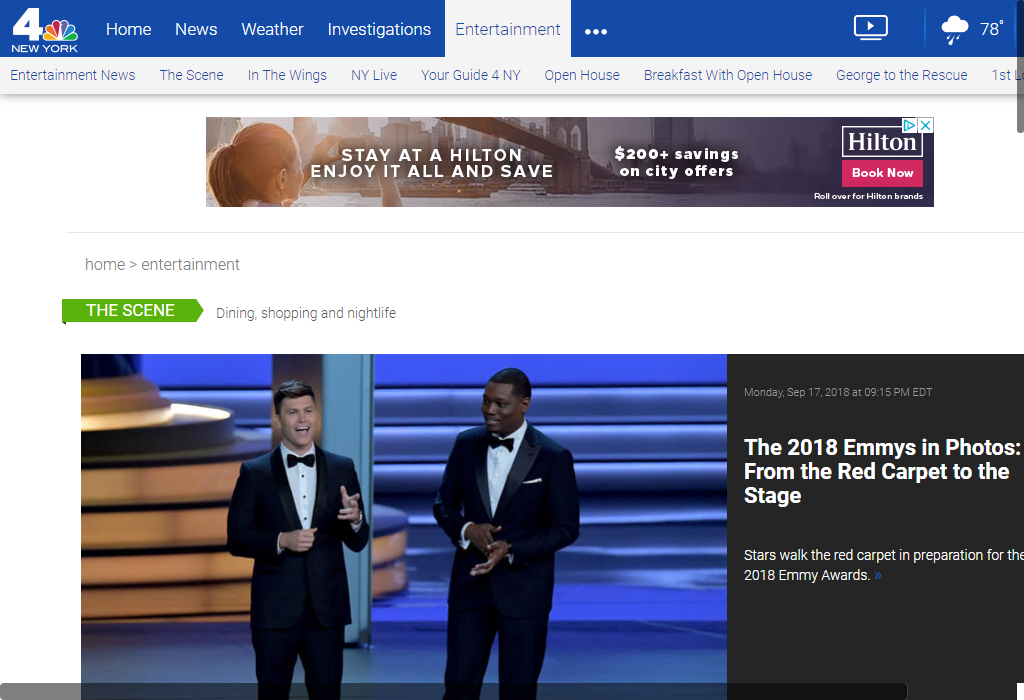 4
NEW YORK
Home News Weather Investigations Entertainment •••
78°
Entertainment News The Scene In The Wings NY Live Your Guide 4 NY Open House Breakfast With Open House George to the Rescue 1st L
STAY AT A HILTON
ENJOY IT ALL AND SAVE
$200+ savings
on city offers
Hilton
Book Now
Roll over for Hilton brands
home > entertainment
THE SCENE
Dining, shopping and nightlife
Monday, Sep 17, 2018 at 09:15 PM EDT
The 2018 Emmys in Photos:
From the Red Carpet to the
Stage
Stars walk the red carpet in preparation for the
2018 Emmy Awards. »